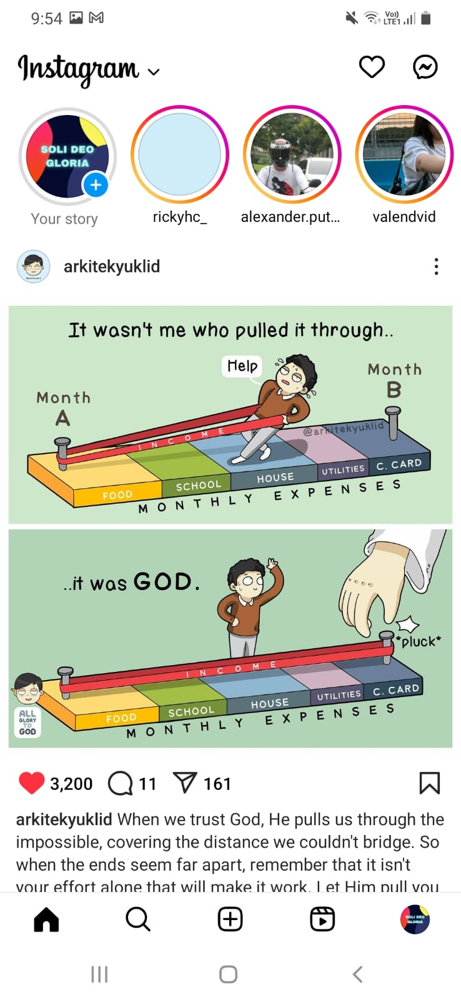 9:54
Vo))
LTE1
Instagram
SOLI DEO
GLORIA
Your story
rickyhc_
alexander.put...
valendvid
arkitekyuklid
It wasn't me who pulled it through..
Help
Month
A
Month
B
@arkitekyuklid
INCOME
FOOD
SCHOOL
HOUSE
UTILITIES
C. CARD
MONTHLY EXPENSES
..it was GOD.
*pluck*
INCOME
FOOD
SCHOOL
HOUSE
UTILITIES
C. CARD
MONTHLY EXPENSES
ALL
GLORY
TO
GOD
3,200
11
161
arkitekyuklid When we trust God, He pulls us through the
impossible, covering the distance we couldn't bridge. So
when the ends seem far apart, remember that it isn't
your effort alone that will make it work. Let Him pull you
SOLI DEO
GLORIA